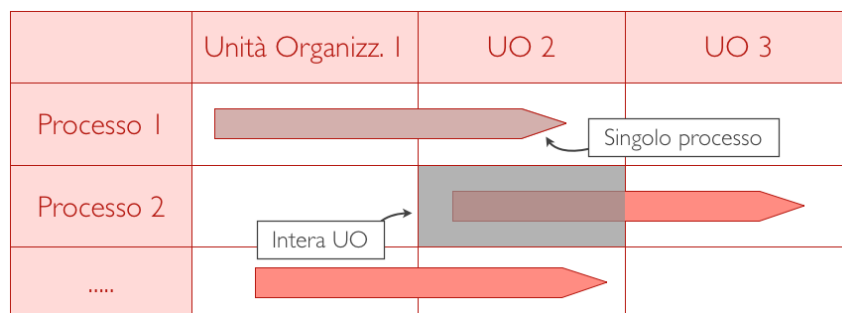 Unità Organizz. 1
UO 2
UO 3
Processo 1
Singolo processo
Processo 2
Intera UO
.....